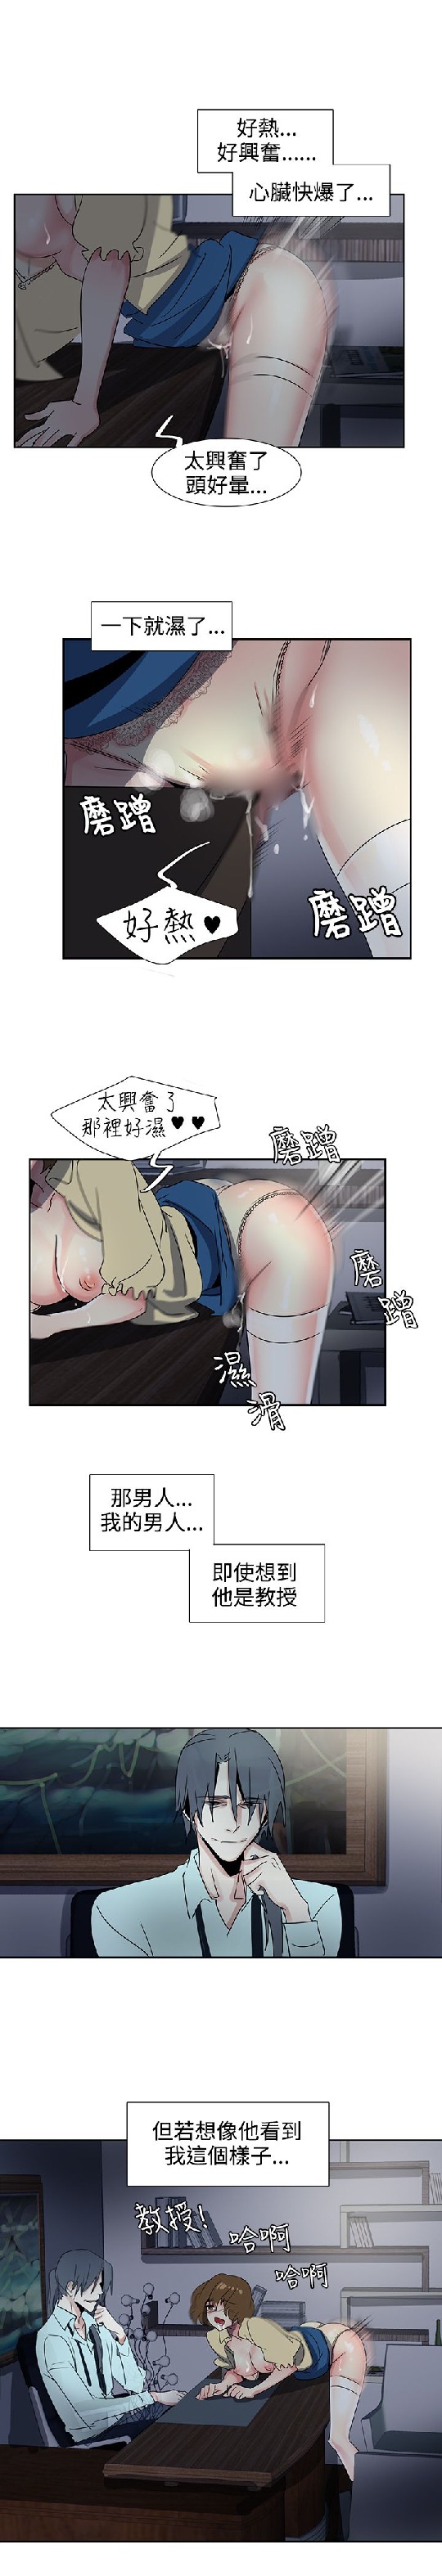 好熱...
好興奮......
心臟快爆了...
太興奮了
頭好暈...
一下就濕了...
磨蹭
好熱♥
磨蹭
太興奮了
那裡好濕♥♥
磨蹭
磨
蹭
濕
滑
那男人...
我的男人...
即使想到
他是教授
但若想像他看到
我這個樣子...
教授!
哈啊
哈啊